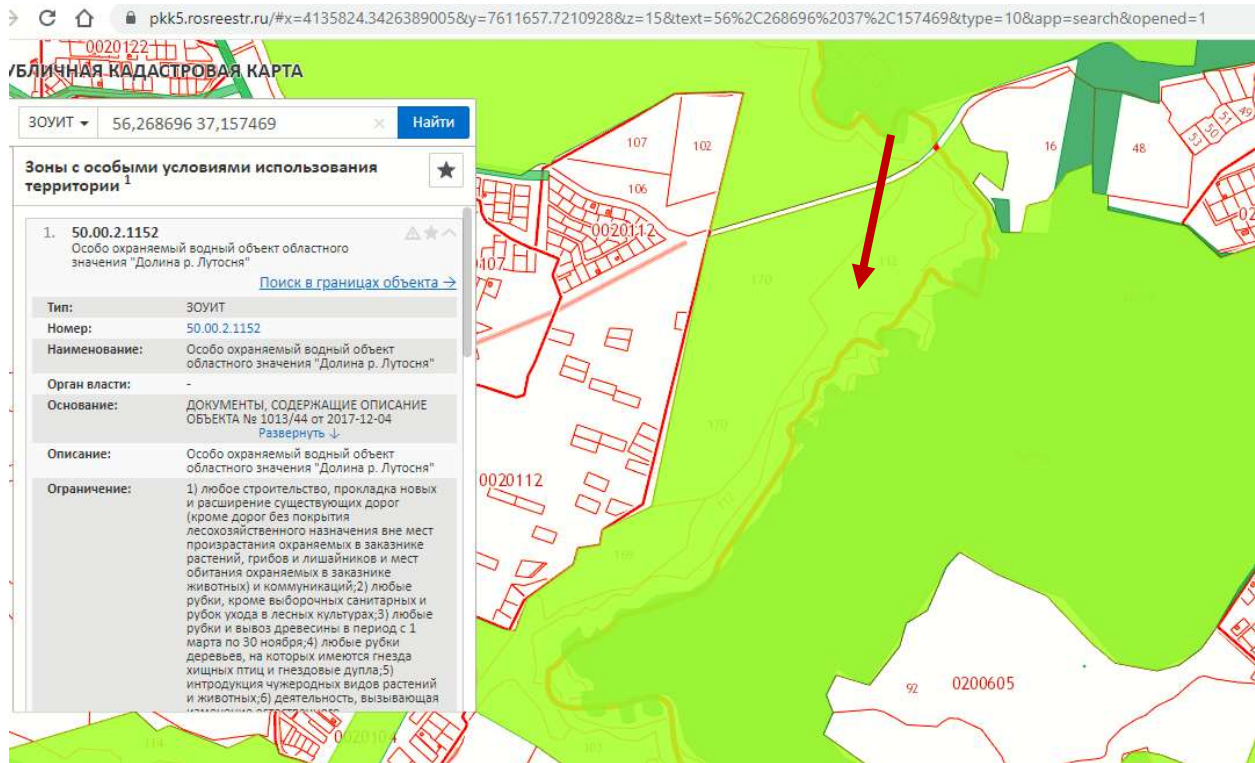 pkk5.rosreestr.ru/#x=4135824.3426389005&y=7611657.7210928&z=15&text=56%2C268696%2037%2C157469&type=10&app=search&opened=1
0020122
УБЛИЧНАЯ КАДАСТРОВАЯ КАРТА
ЗОУИТ
56,268696 37,157469
×
Найти
Зоны с особыми условиями использования
территории 1
1. 50.00.2.1152
Особо охраняемый водный объект областного
значения "Долина р. Лутосня"
Поиск в границах объекта →
Тип: ЗОУИТ
Номер: 50.00.2.1152
Наименование: Особо охраняемый водный объект
областного значения "Долина р. Лутосня"
Орган власти: -
Основание: ДОКУМЕНТЫ, СОДЕРЖАЩИЕ ОПИСАНИЕ
ОБЪЕКТА № 1013/44 от 2017-12-04
Развернуть ↓
Описание: Особо охраняемый водный объект
областного значения "Долина р. Лутосня"
Ограничение: 1) любое строительство, прокладка новых
и расширение существующих дорог
(кроме дорог без покрытия
лесохозяйственного назначения вне мест
произрастания охраняемых в заказнике
растений, грибов и лишайников и мест
обитания охраняемых в заказнике
животных) и коммуникаций;2) любые
рубки, кроме выборочных санитарных и
рубок ухода в лесных культурах;3) любые
рубки и вывоз древесины в период с 1
марта по 30 ноября;4) любые рубки
деревьев, на которых имеются гнезда
хищных птиц и гнездовые дупла;5)
интродукция чужеродных видов растений
и животных;6) деятельность, вызывающая
107
102
106
0020112
107
16
48
53
50
51
49
02
112
170
170
112
169
0020112
92
0200605
114
0020104
103